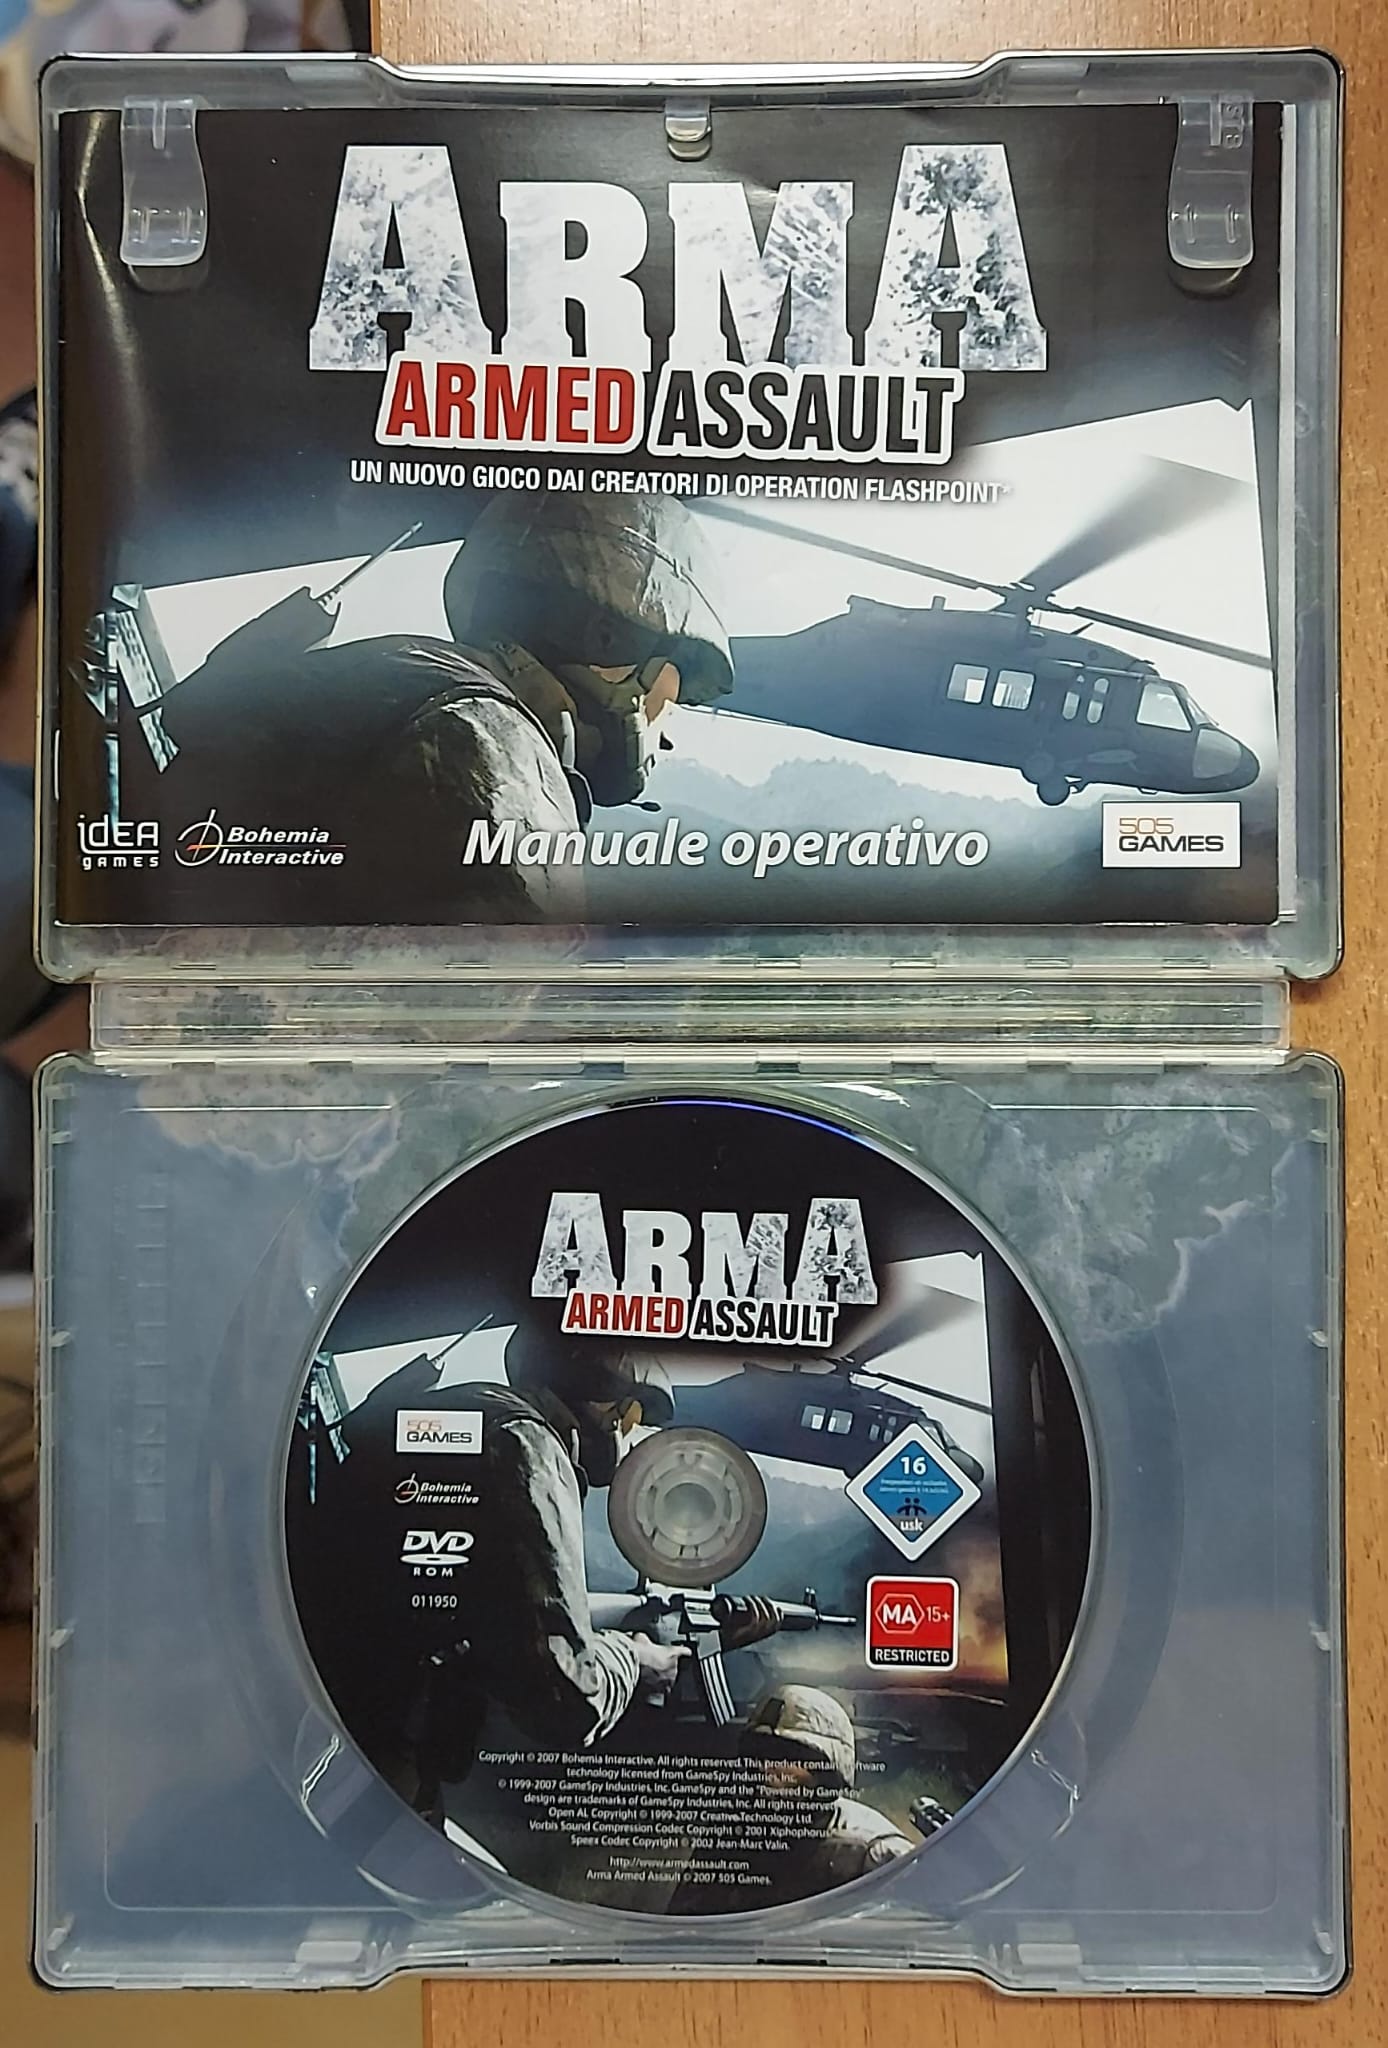 ARMA
ARMED ASSAULT
UN NUOVO GIOCO DAI CREATORI DI OPERATION FLASHPOINT*
idEA
games
Bohemia
Interactive
Manuale operativo
505
GAMES
ARMA
ARMED ASSAULT
505
GAMES
Bohemia
Interactive
DVD
ROM
011950
16
usk
MA 15+
RESTRICTED
Copyright © 2007 Bohemia Interactive. All rights reserved. This product contain
technology licensed from GameSpy Industries, Inc.
© 1999-2007 GameSpy Industries, Inc. GameSpy and the "Powered by GameSpy"
design are trademarks of GameSpy Industries, Inc. All rights reserved
Open AL Copyright © 1999-2007 Creative Technology Ltd.
Vorbis Sound Compression Codec Copyright © 2001 Xiphophorus
Speex Codec Copyright © 2002 Jean-Marc Valin.
http://www.armedassault.com
Arma Armed Assault © 2007 505 Games.